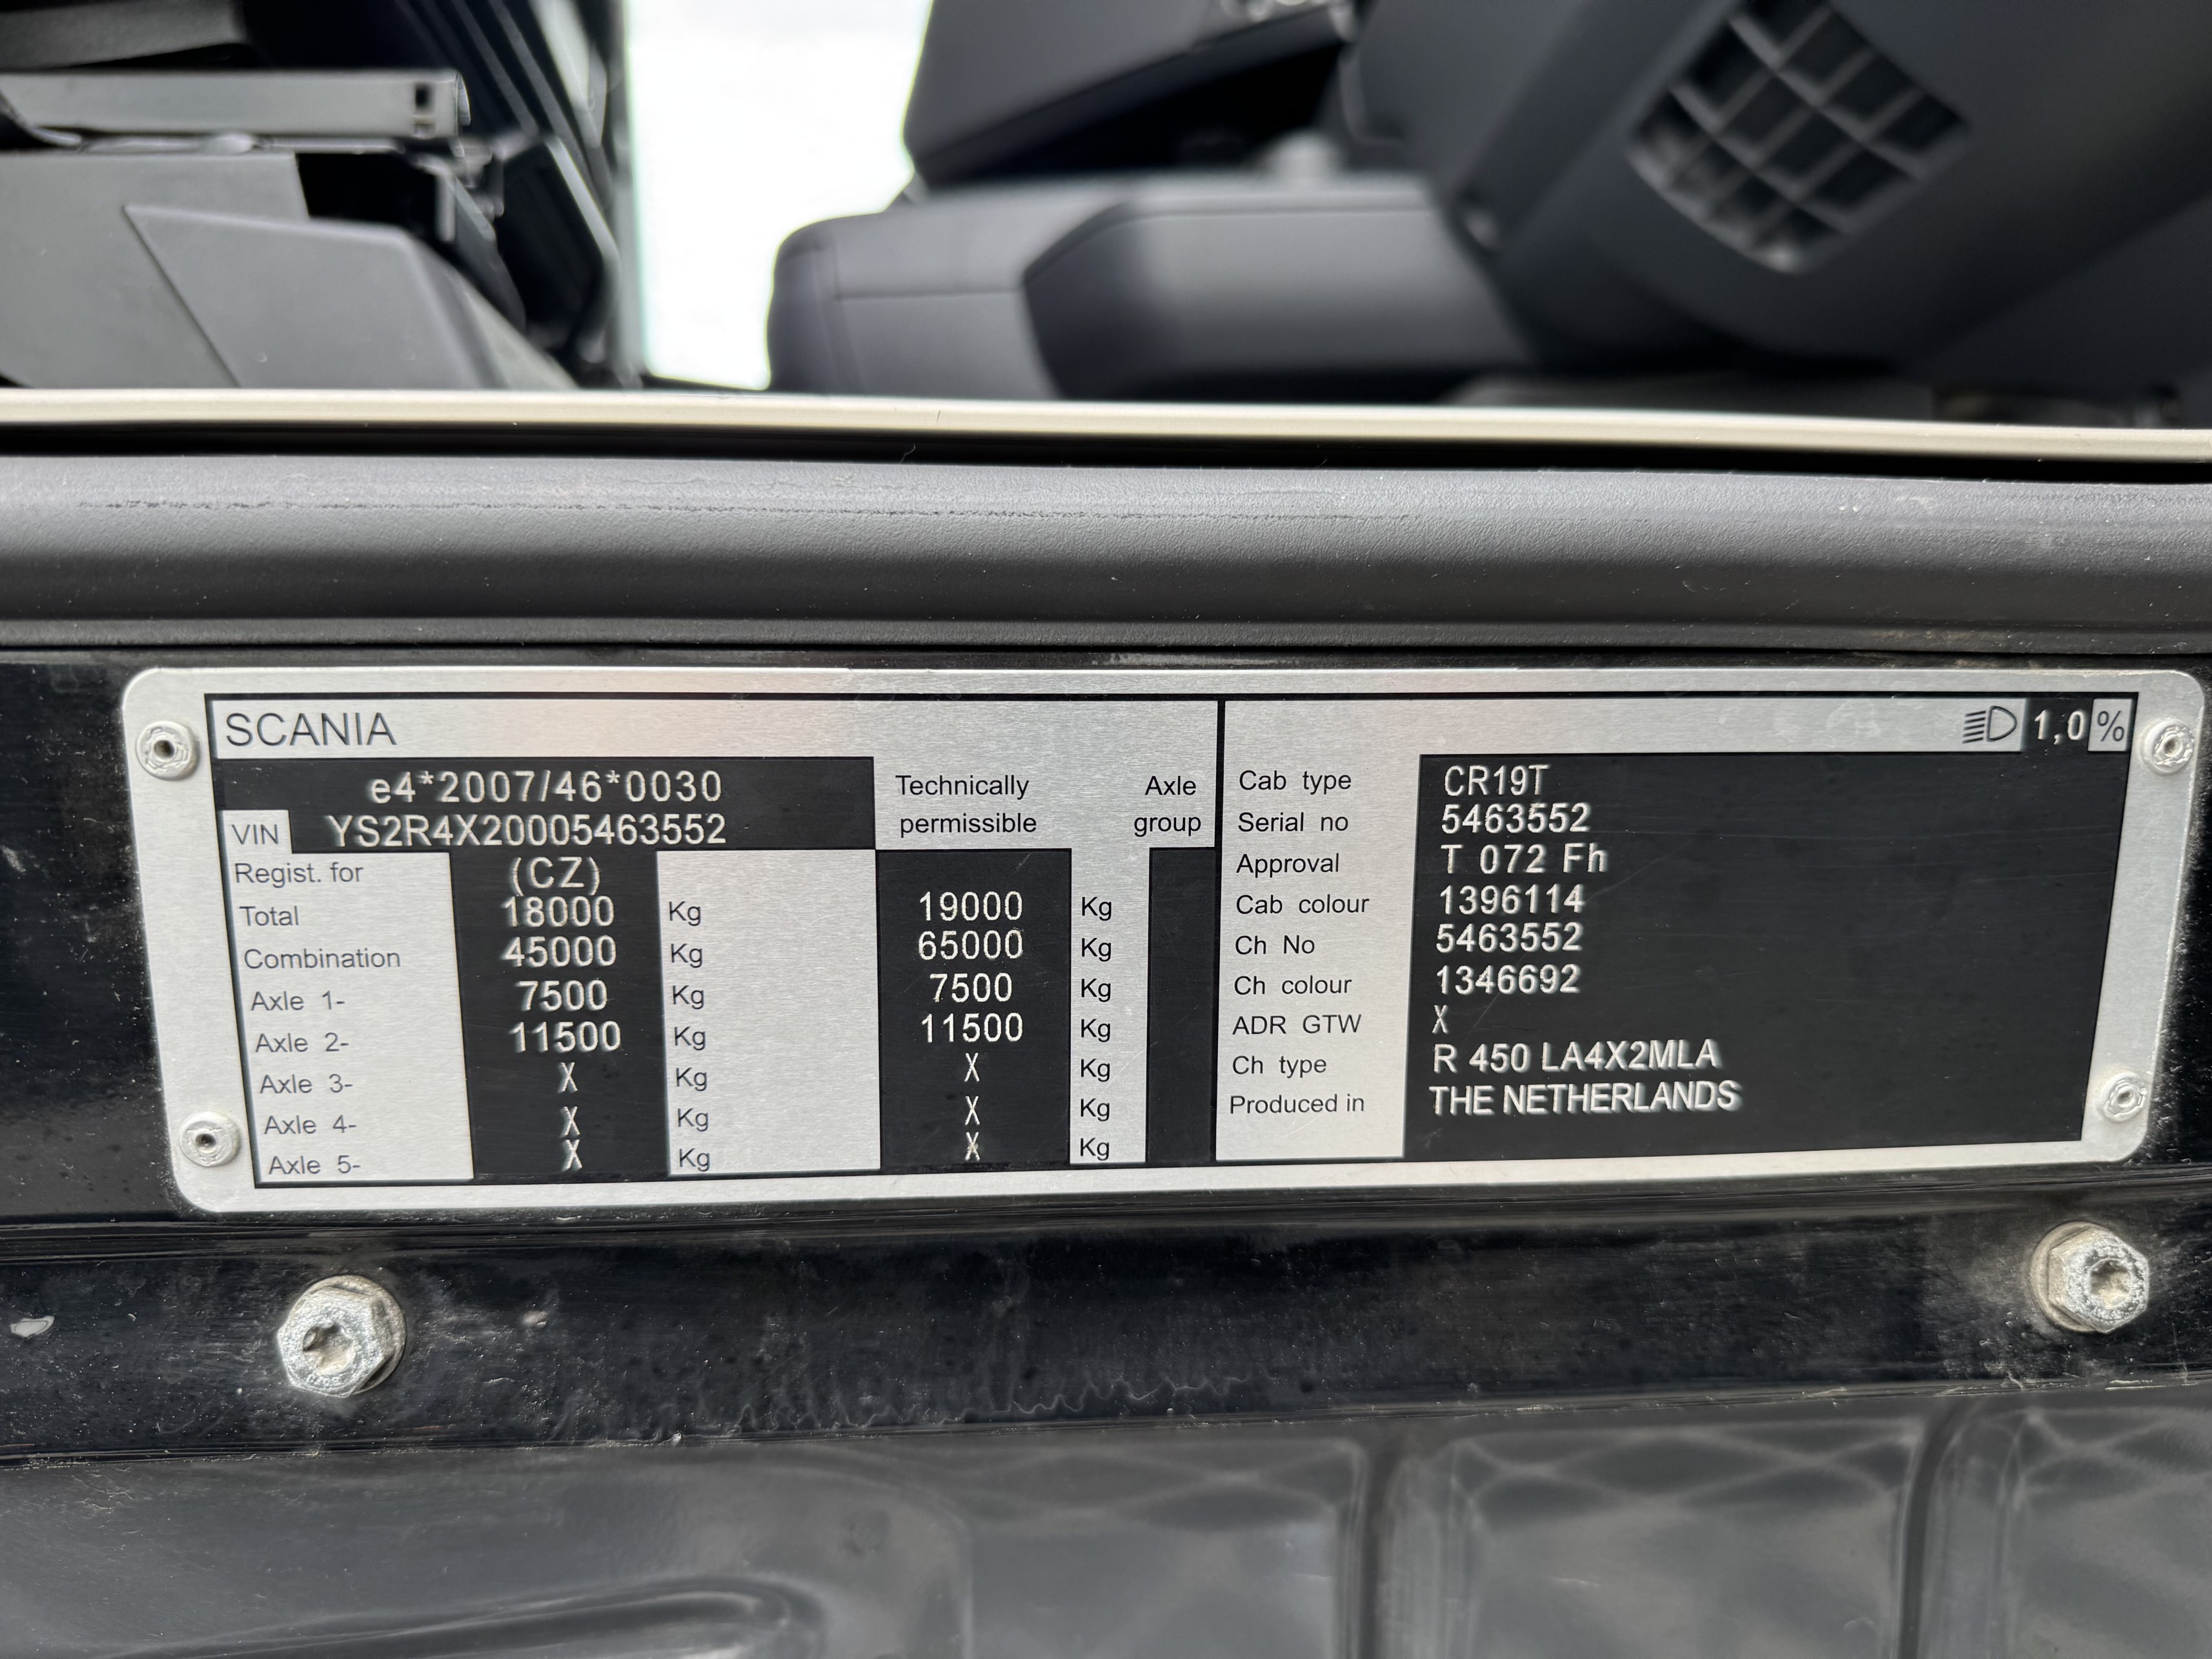 SCANIA
e4*2007/46*0030
VIN YS2R4X20005463552
Technically permissible
Axle group
Regist. for (CZ)
Total 18000 Kg 19000 Kg
Combination 45000 Kg 65000 Kg
Axle 1- 7500 Kg 7500 Kg
Axle 2- 11500 Kg 11500 Kg
Axle 3- X Kg X Kg
Axle 4- X Kg X Kg
Axle 5- X Kg X Kg
1,0 %
Cab type CR19T
Serial no 5463552
Approval T 072 Fh
Cab colour 1396114
Ch No 5463552
Ch colour 1346692
ADR GTW X
Ch type R 450 LA4X2MLA
Produced in THE NETHERLANDS